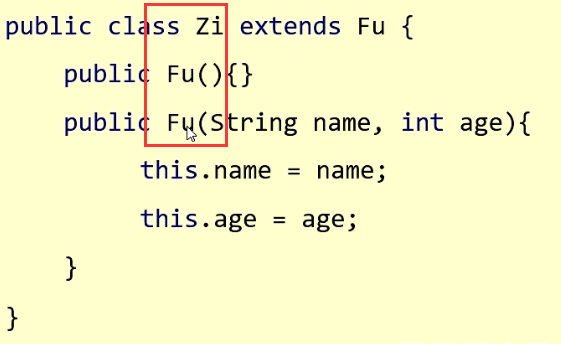 public class Zi extends Fu {
public Fu(){}
public Fu(String name, int age){
this.name = name;
this.age = age;
}
}